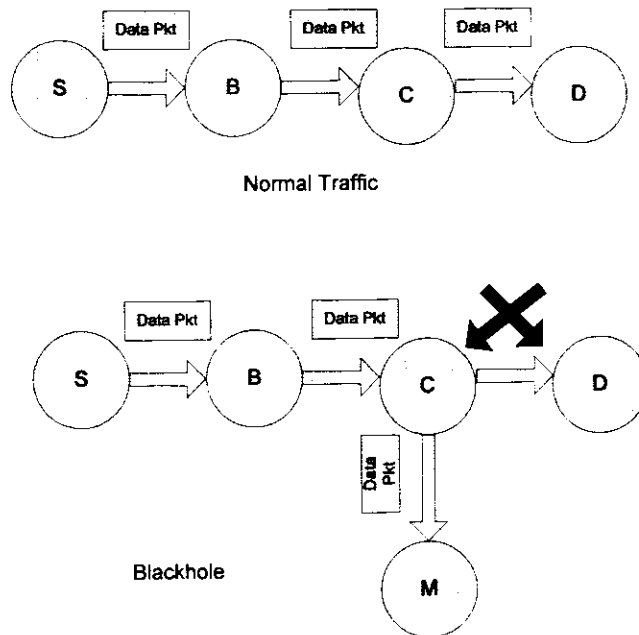 Data Pkt
Data Pkt
Data Pkt
S
B
C
D
Normal Traffic
Data Pkt
Data Pkt
S
B
C
D
Data
Pkt
Blackhole
M